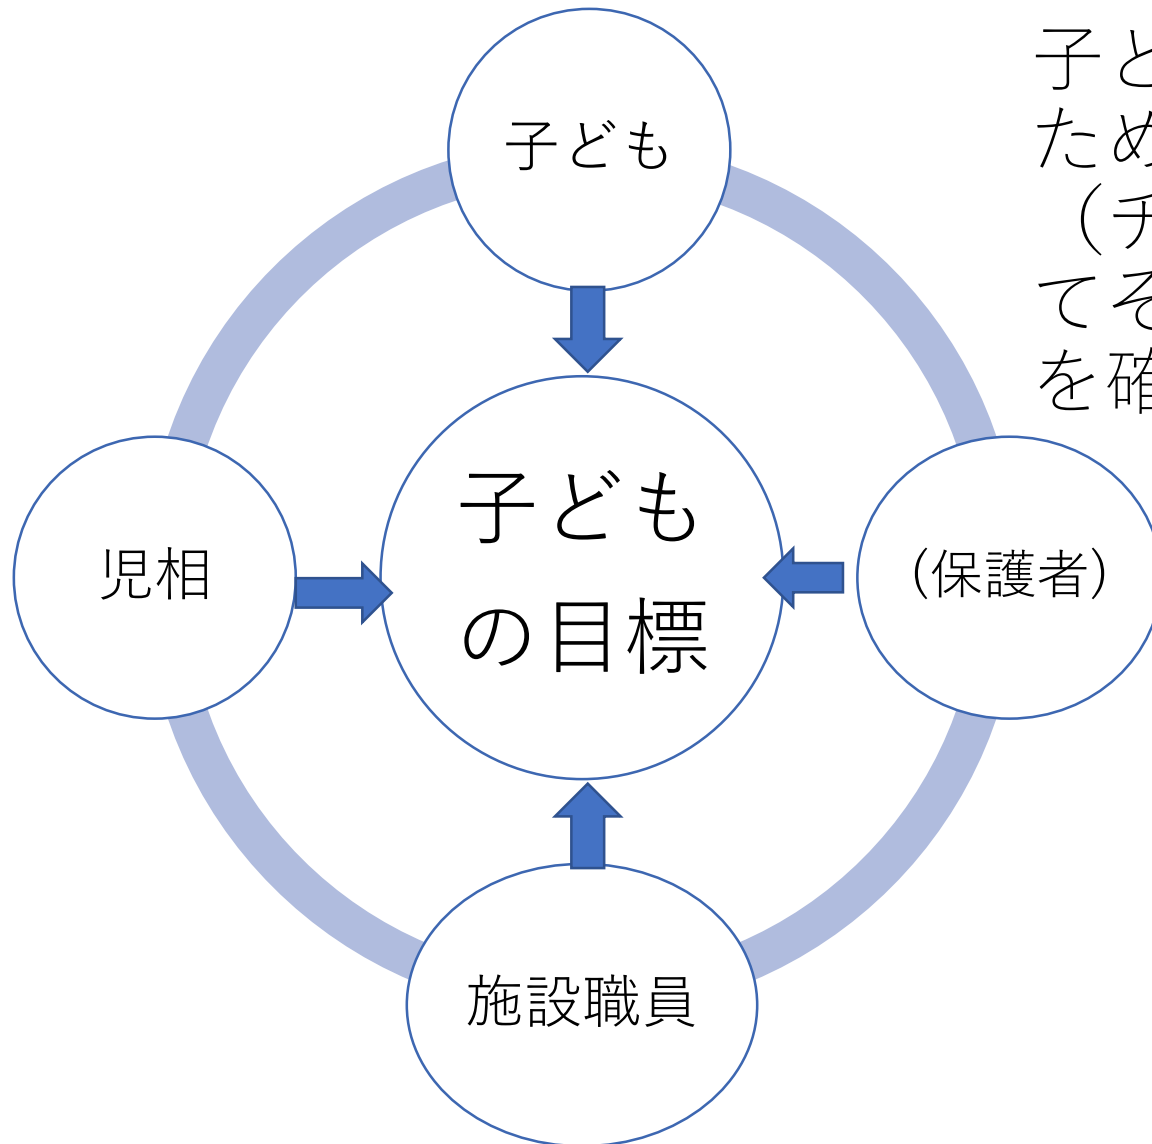 子ども
子と
ため
（チ
てそ
を確
児相
子ども
の目標
(保護者)
施設職員